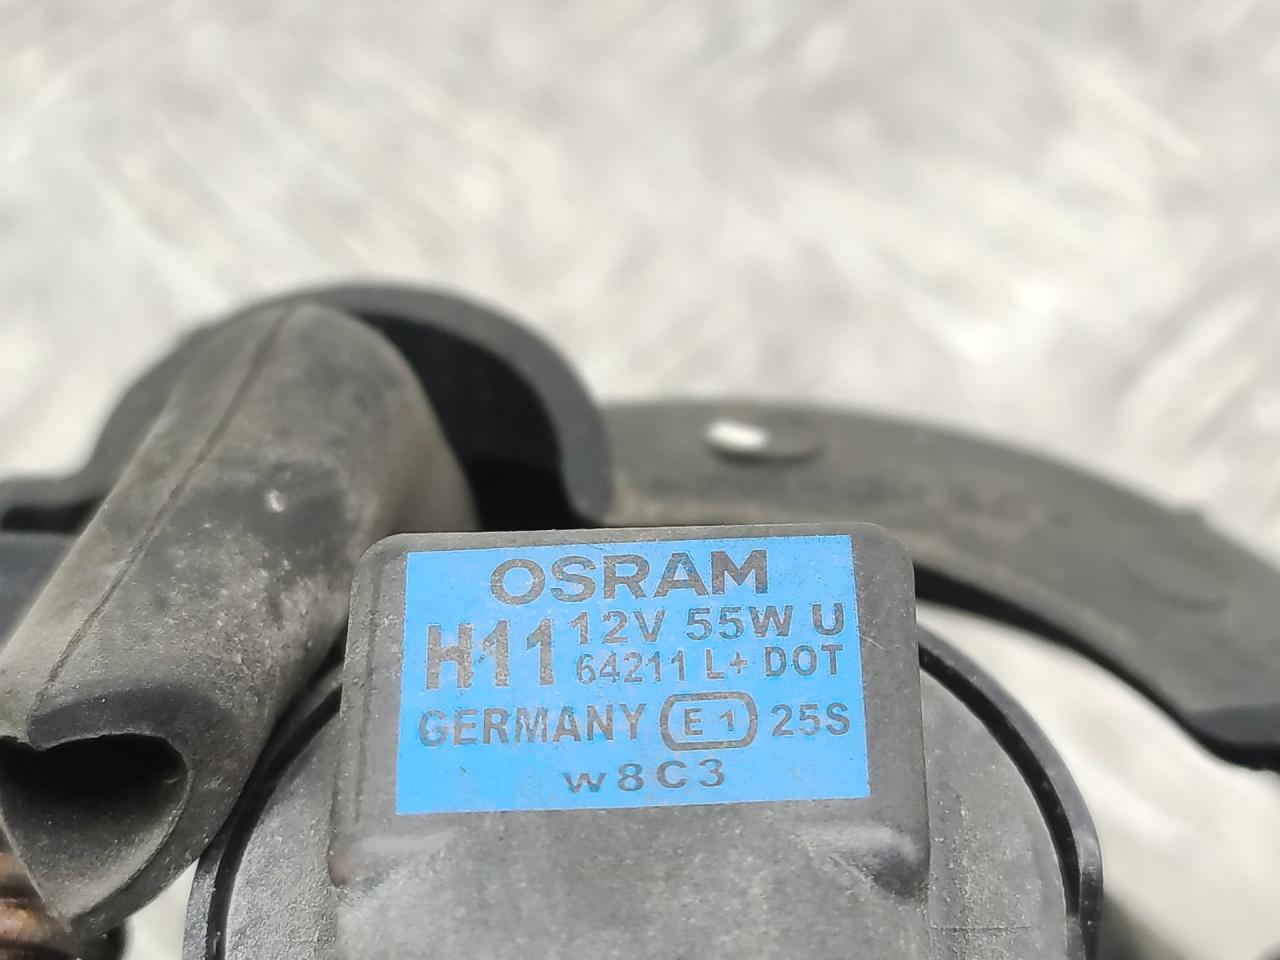 OSRAM
H11 12V 55W U
64211 L+ DOT
GERMANY E1 25S
W8C3